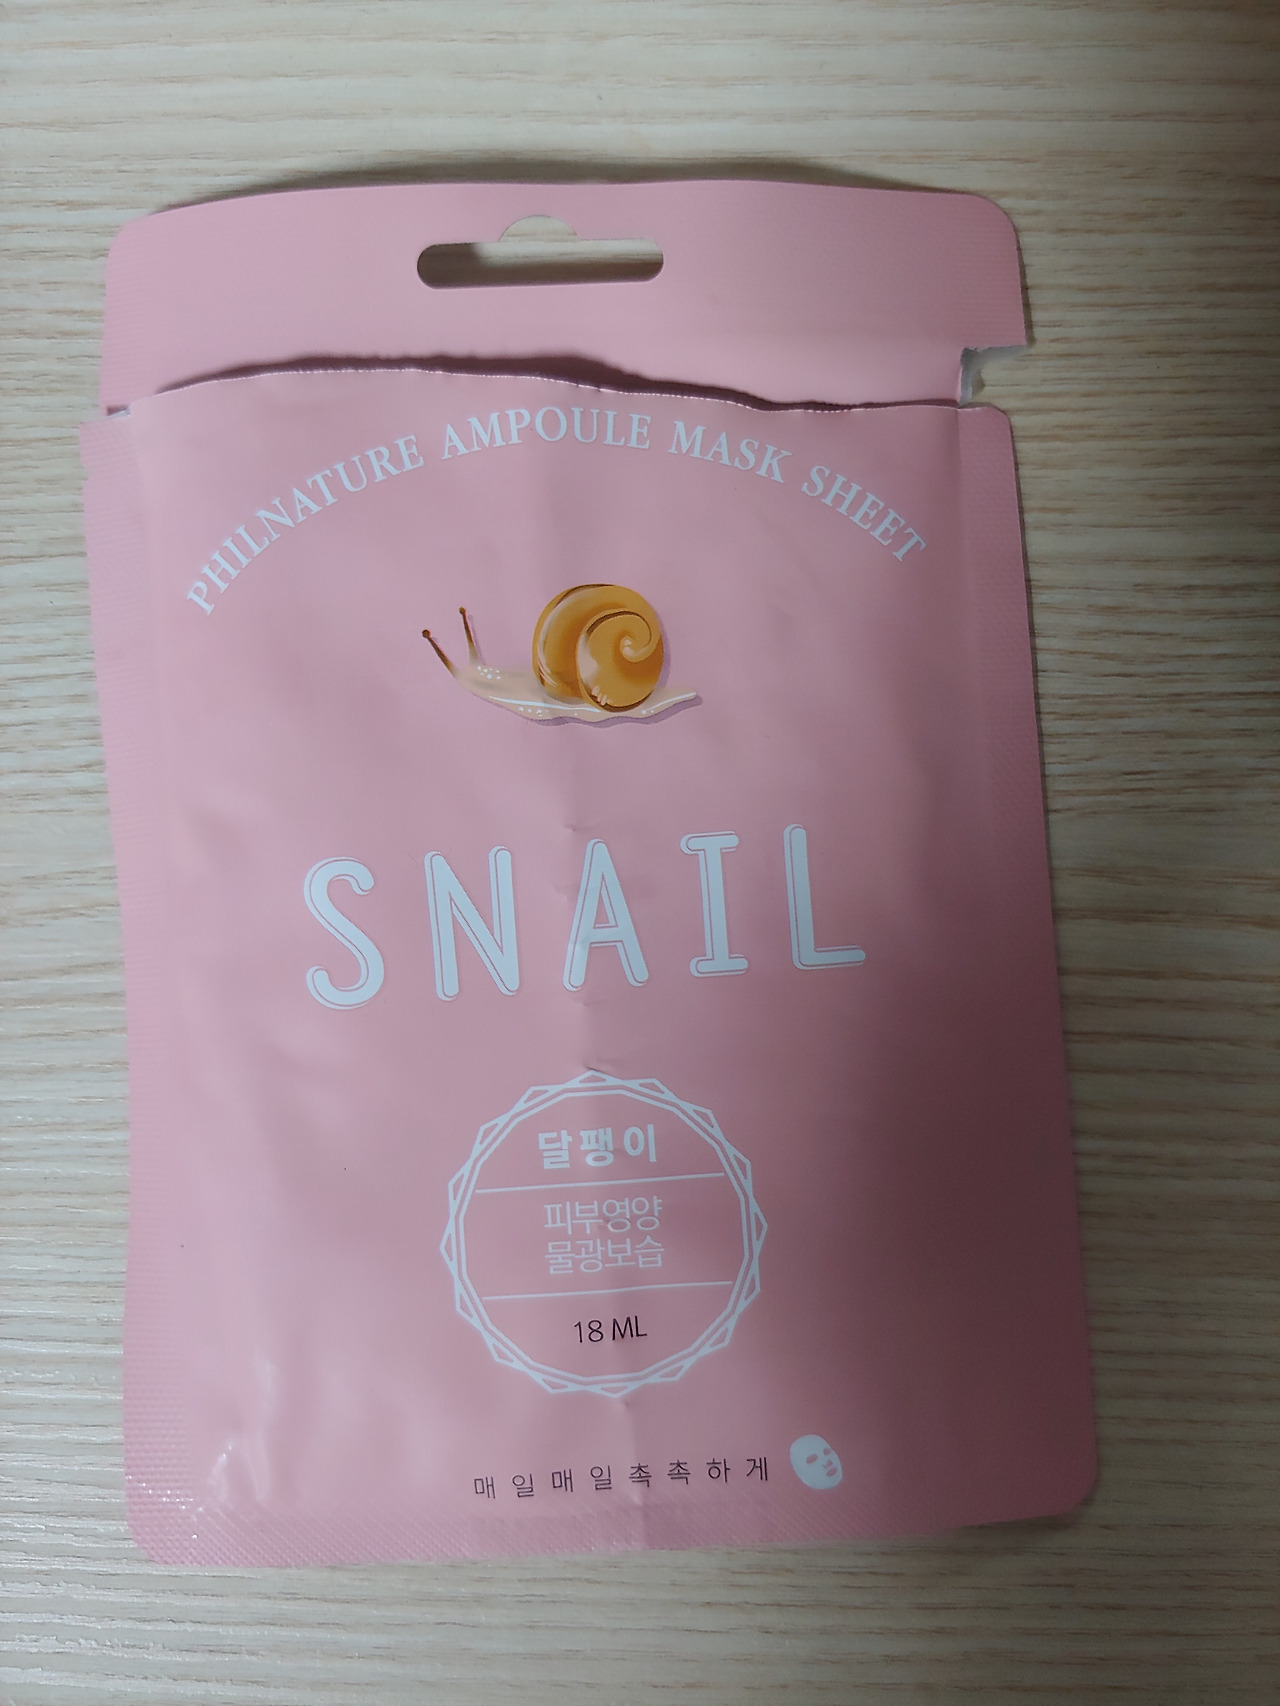 PHILNATURE AMPOULE MASK SHEET
SNAIL
달팽이
피부영양
물광보습
18 ML
매일매일촉촉하게